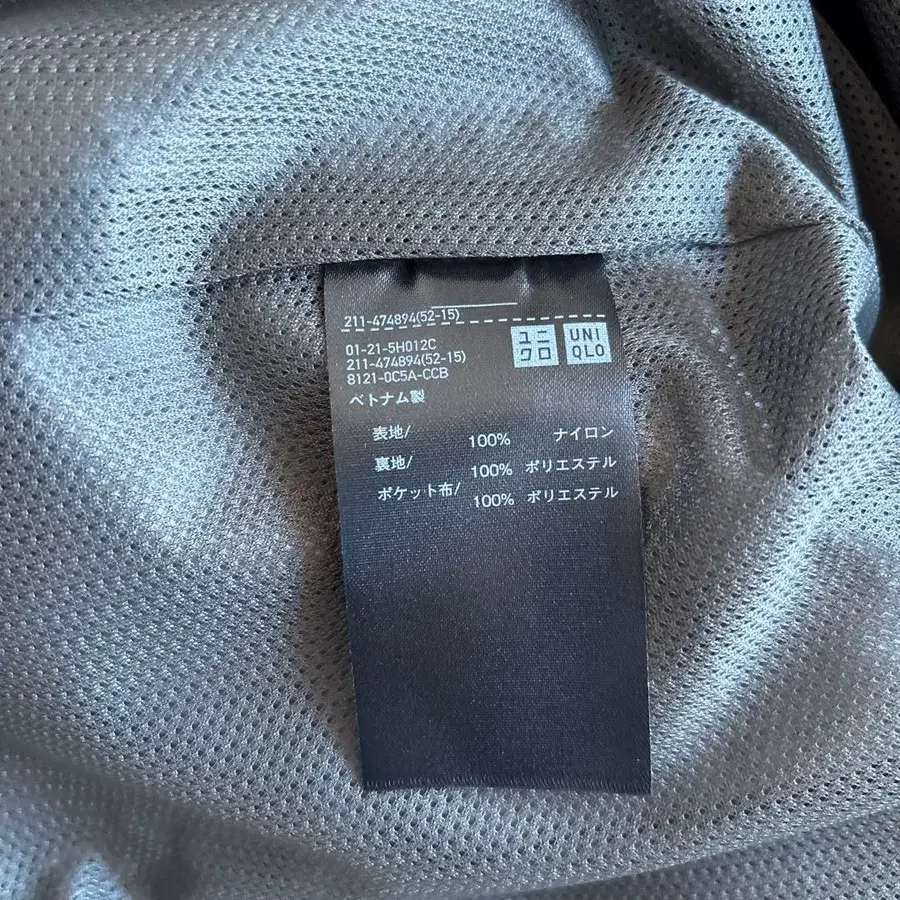 211-474894(52-15)
ユニ
クロ
UNI
QLO
01-21-5H012C
211-474894(52-15)
8121-0C5A-CCB
ベトナム製
表地/ 100% ナイロン
裏地/ 100% ポリエステル
ポケット布/ 100% ポリエステル